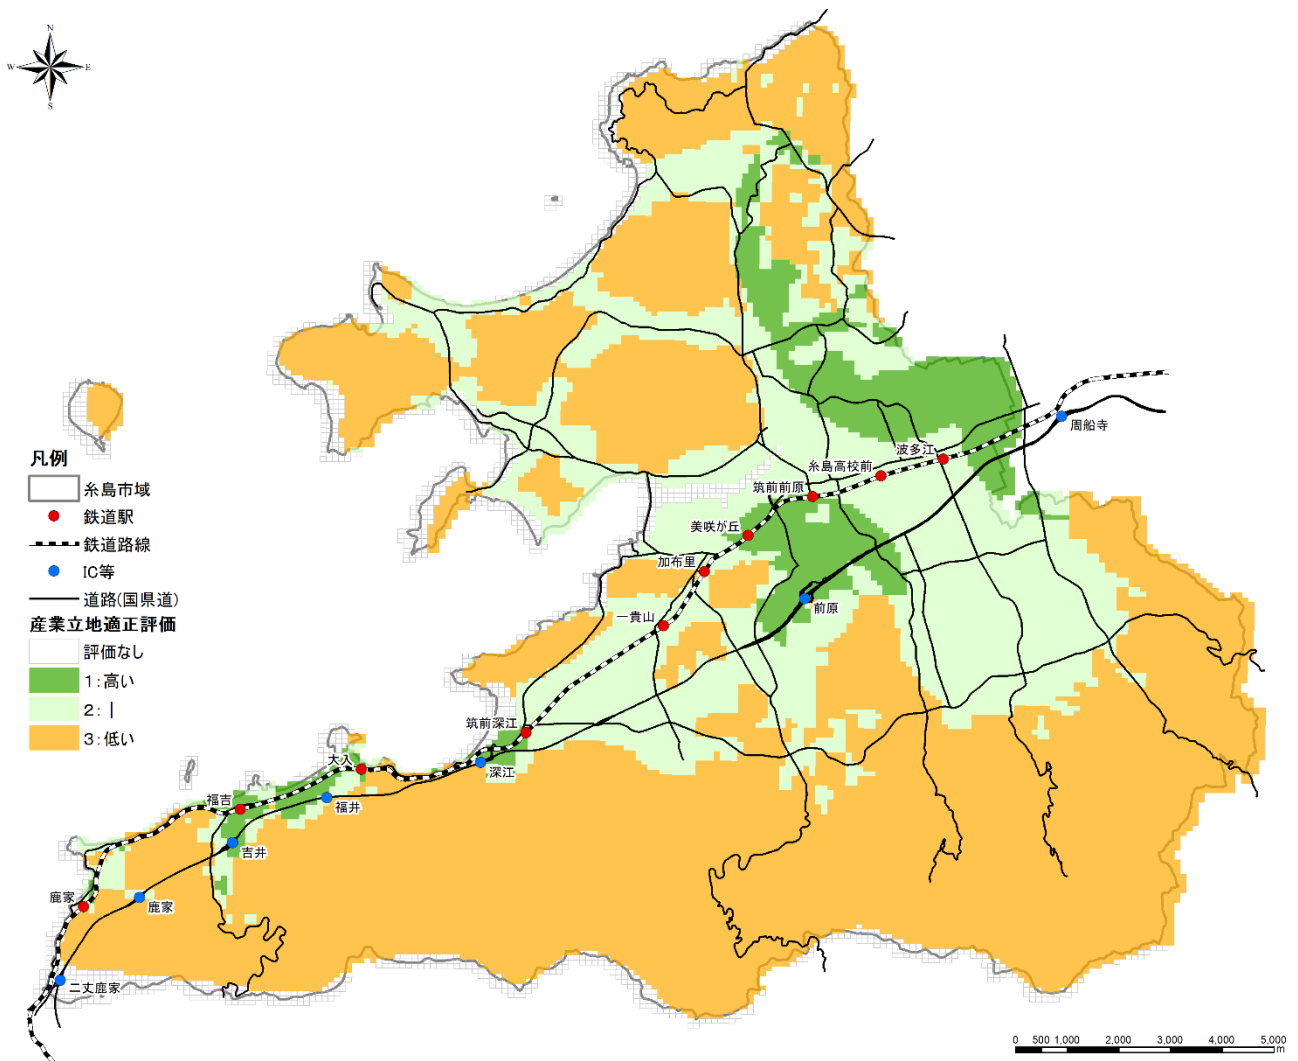 N
W
E
S
周船寺
波多江
糸島高校前
筑前前原
美咲が丘
加布里
前原
一貴山
筑前深江
深江
大入
福井
福吉
吉井
鹿家
鹿家
二丈鹿家
凡例
糸島市域
鉄道駅
鉄道路線
IC等
道路(国県道)
産業立地適正評価
評価なし
1:高い
2: |
3:低い
0 500 1,000 2,000 3,000 4,000 5,000
m